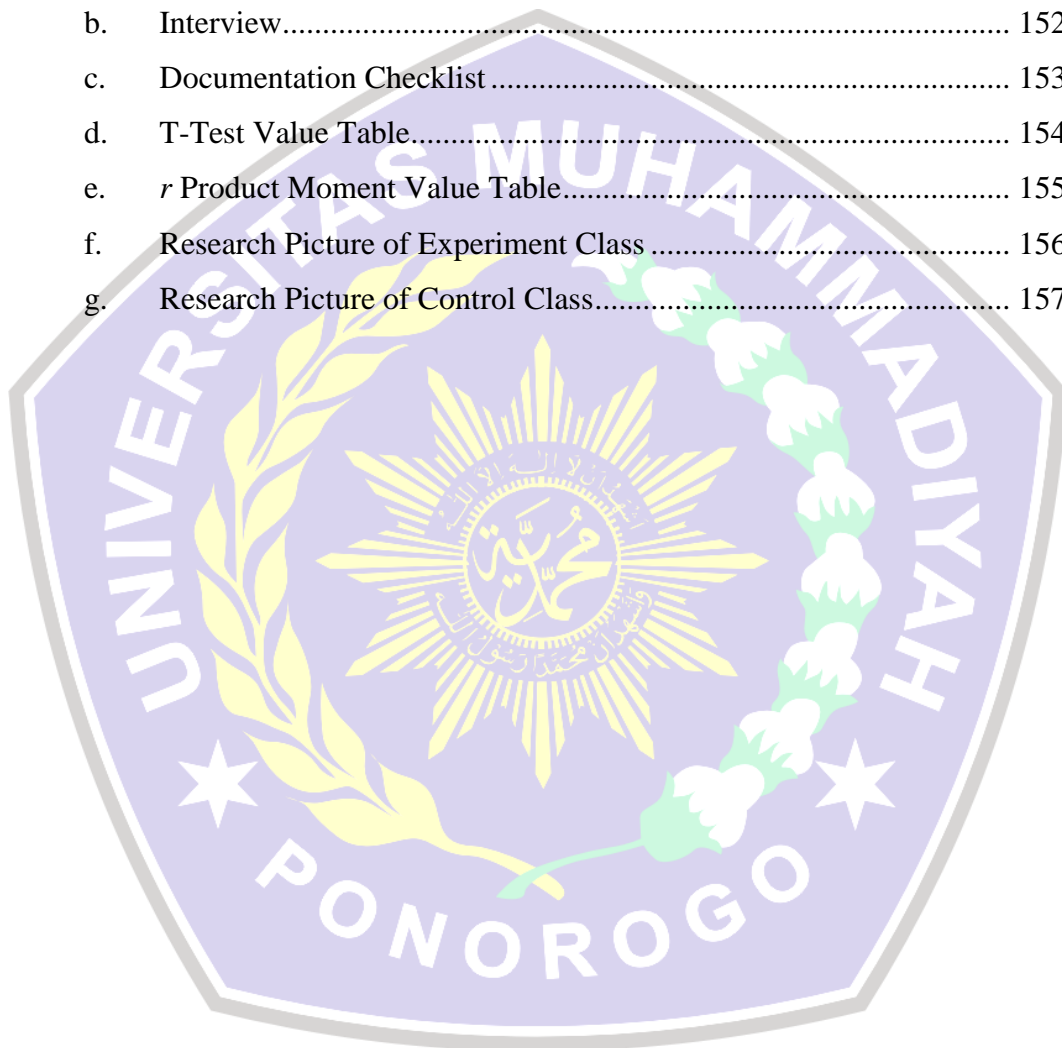 b. Interview........................................................................................ 152
c. Documentation Checklist ............................................................... 153
d. T-Test Value Table......................................................................... 154
e. r Product Moment Value Table...................................................... 155
f. Research Picture of Experiment Class ............................................ 156
g. Research Picture of Control Class.................................................. 157
UNIVERSITAS MUHAMMADIYAH
محمد
PONOROGO